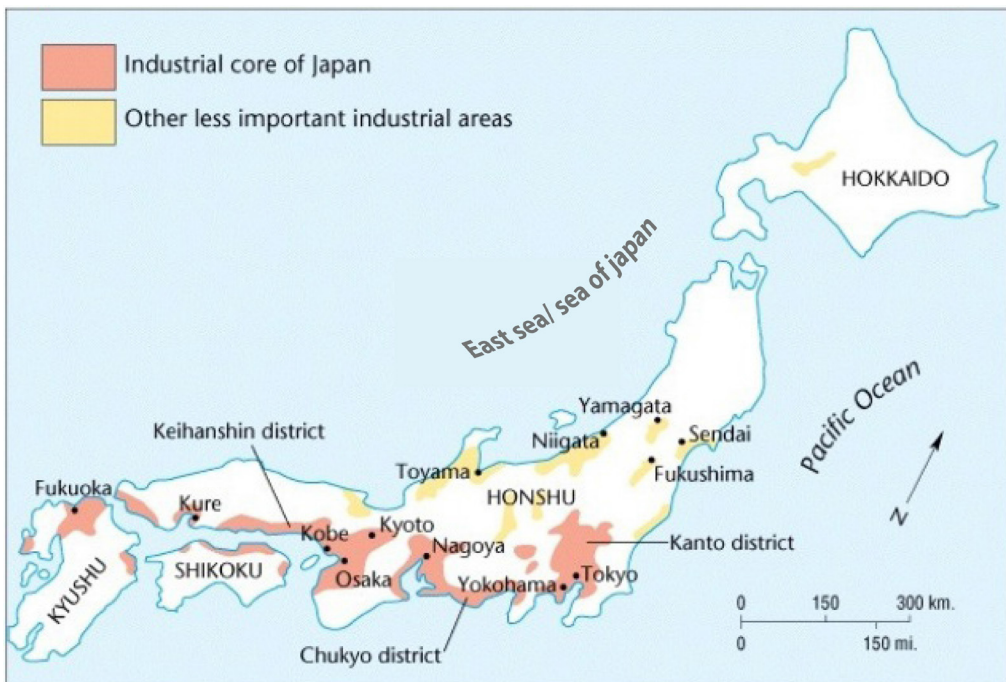 Industrial core of Japan
Other less important industrial areas
HOKKAIDO
East sea/ sea of japan
Pacific Ocean
Yamagata
Keihanshin district
Niigata
Sendai
Toyama
Fukushima
Fukuoka
HONSHU
Kure
N
Kobe
Kyoto
Nagoya
Kanto district
SHIKOKU
Osaka
Yokohama
Tokyo
KYUSHU
Chukyo district
0 150 300 km.
0 150 mi.